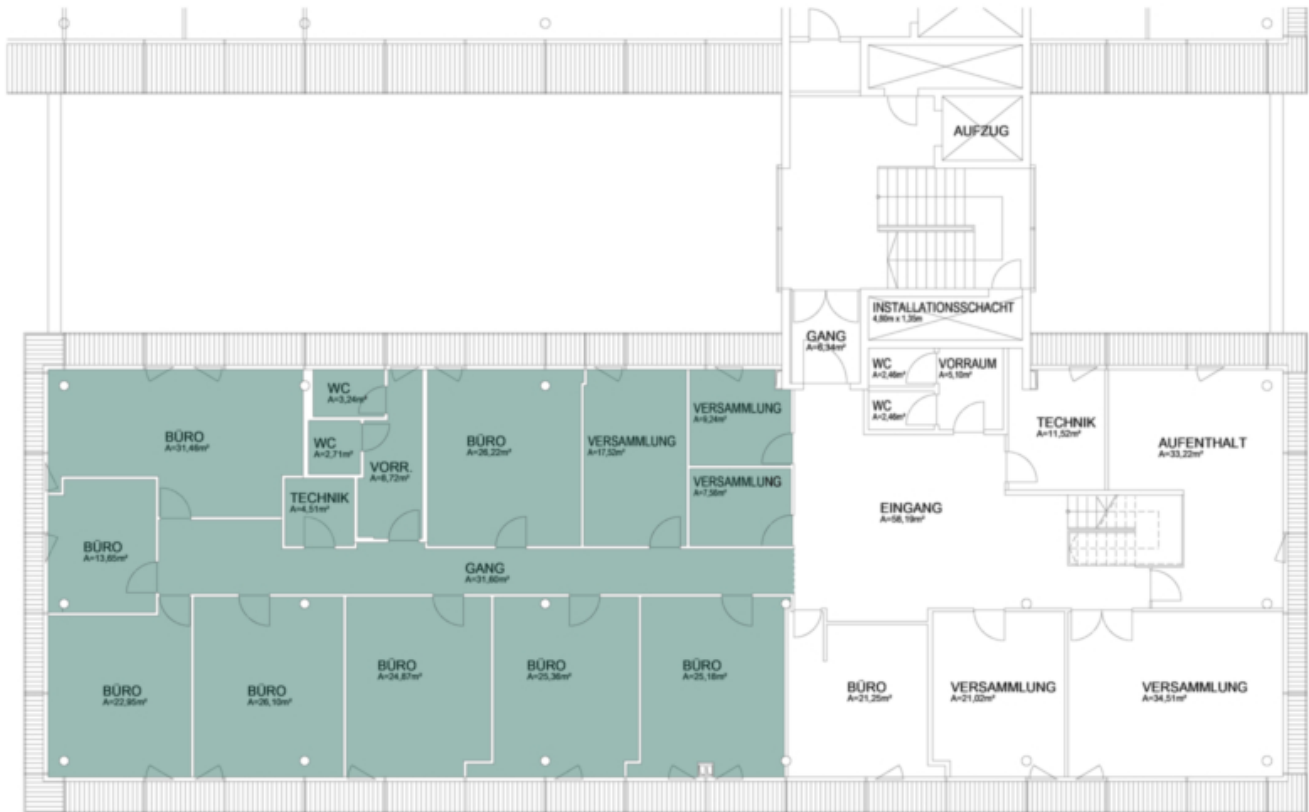 AUFZUG
INSTALLATIONSSCHACHT
4,80m x 1,35m
GANG
A=6,34m²
WC
A=2,46m²
VORRAUM
A=5,10m²
WC
A=2,46m²
WC
A=3,24m²
WC
A=2,71m²
BÜRO
A=31,46m²
VORR.
A=6,72m²
BÜRO
A=26,22m²
VERSAMMLUNG
A=17,52m²
VERSAMMLUNG
A=9,24m²
VERSAMMLUNG
A=7,56m²
TECHNIK
A=4,51m²
TECHNIK
A=11,52m²
AUFENTHALT
A=33,22m²
EINGANG
A=58,19m²
BÜRO
A=13,65m²
GANG
A=31,60m²
BÜRO
A=22,95m²
BÜRO
A=26,10m²
BÜRO
A=24,87m²
BÜRO
A=25,36m²
BÜRO
A=25,18m²
BÜRO
A=21,25m²
VERSAMMLUNG
A=21,02m²
VERSAMMLUNG
A=34,51m²